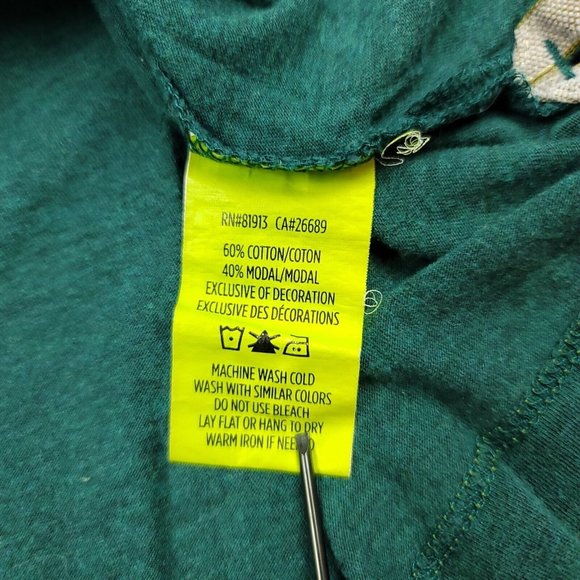 RN#81913 CA#26689
60% COTTON/COTON
40% MODAL/MODAL
EXCLUSIVE OF DECORATION
EXCLUSIVE DES DÉCORATIONS
MACHINE WASH COLD
WASH WITH SIMILAR COLORS
DO NOT USE BLEACH
LAY FLAT OR HANG TO DRY
WARM IRON IF NEEDED